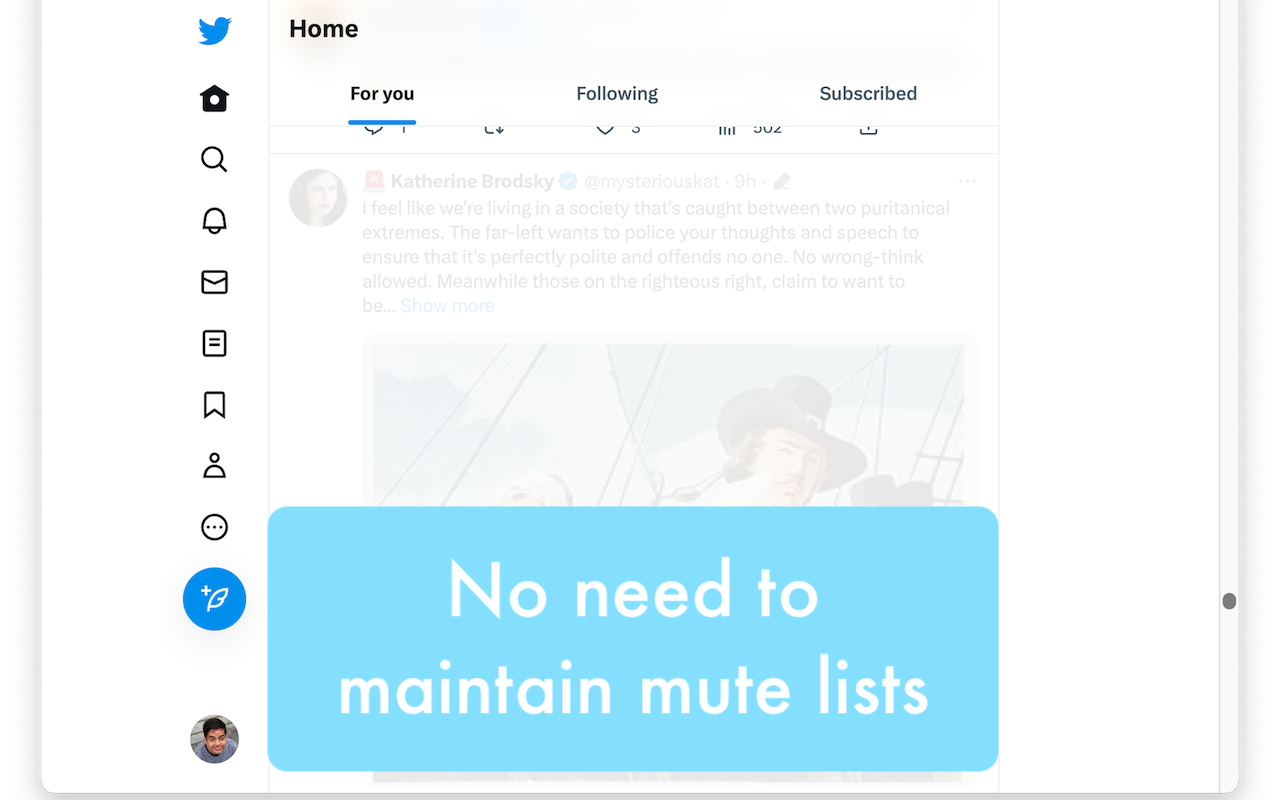 Home
For you Following Subscribed
1 3 502
Katherine Brodsky @mysteriouskat · 9h ·
I feel like we're living in a society that's caught between two puritanical
extremes. The far-left wants to police your thoughts and speech to
ensure that it's perfectly polite and offends no one. No wrong-think
allowed. Meanwhile those on the righteous right, claim to want to
be... Show more
No need to
maintain mute lists